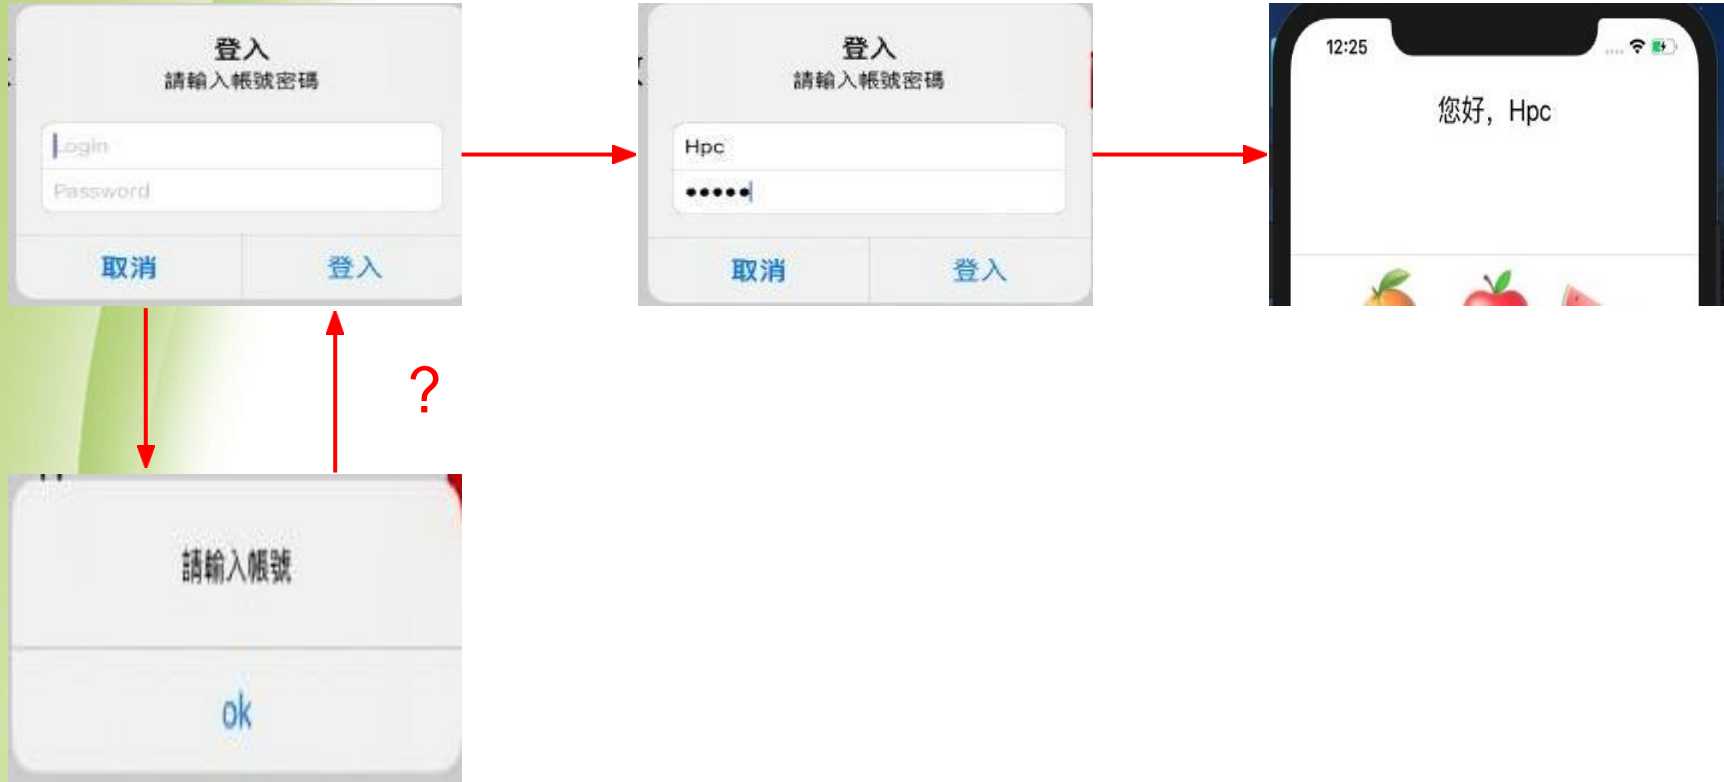 登入
請輸入帳號密碼
Login
Password
取消
登入
登入
請輸入帳號密碼
Hpc
•••••
取消
登入
12:25
您好，Hpc
?
請輸入帳號
ok